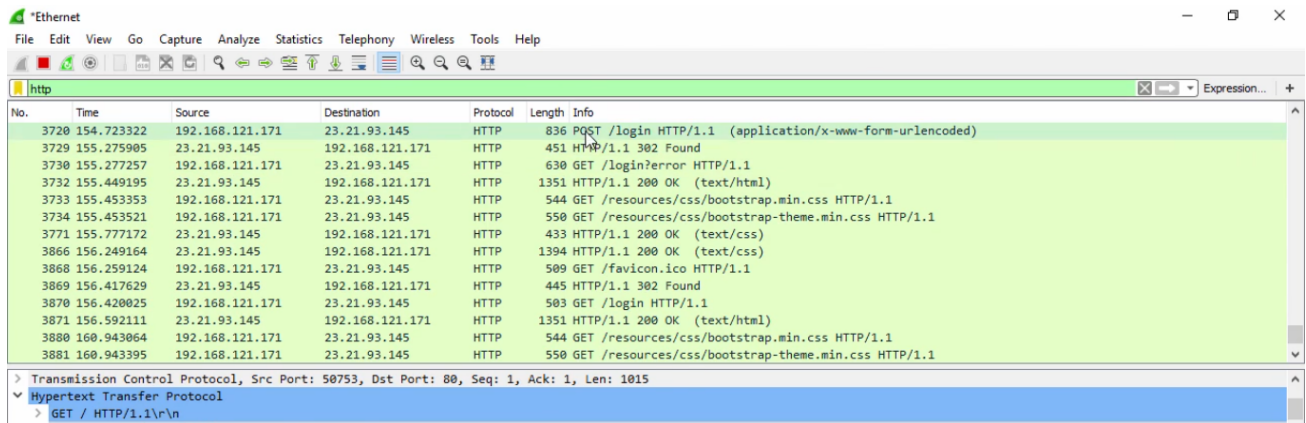 *Ethernet
File Edit View Go Capture Analyze Statistics Telephony Wireless Tools Help
http Expression... +
No. Time Source Destination Protocol Length Info
3720 154.723322 192.168.121.171 23.21.93.145 HTTP 836 POST /login HTTP/1.1 (application/x-www-form-urlencoded)
3729 155.275905 23.21.93.145 192.168.121.171 HTTP 451 HTTP/1.1 302 Found
3730 155.277257 192.168.121.171 23.21.93.145 HTTP 630 GET /login?error HTTP/1.1
3732 155.449195 23.21.93.145 192.168.121.171 HTTP 1351 HTTP/1.1 200 OK (text/html)
3733 155.453353 192.168.121.171 23.21.93.145 HTTP 544 GET /resources/css/bootstrap.min.css HTTP/1.1
3734 155.453521 192.168.121.171 23.21.93.145 HTTP 550 GET /resources/css/bootstrap-theme.min.css HTTP/1.1
3771 155.777172 23.21.93.145 192.168.121.171 HTTP 433 HTTP/1.1 200 OK (text/css)
3866 156.249164 23.21.93.145 192.168.121.171 HTTP 1394 HTTP/1.1 200 OK (text/css)
3868 156.259124 192.168.121.171 23.21.93.145 HTTP 509 GET /favicon.ico HTTP/1.1
3869 156.417629 23.21.93.145 192.168.121.171 HTTP 445 HTTP/1.1 302 Found
3870 156.420025 192.168.121.171 23.21.93.145 HTTP 503 GET /login HTTP/1.1
3871 156.592111 23.21.93.145 192.168.121.171 HTTP 1351 HTTP/1.1 200 OK (text/html)
3880 160.943064 192.168.121.171 23.21.93.145 HTTP 544 GET /resources/css/bootstrap.min.css HTTP/1.1
3881 160.943395 192.168.121.171 23.21.93.145 HTTP 550 GET /resources/css/bootstrap-theme.min.css HTTP/1.1
Transmission Control Protocol, Src Port: 50753, Dst Port: 80, Seq: 1, Ack: 1, Len: 1015
Hypertext Transfer Protocol
GET / HTTP/1.1\r\n